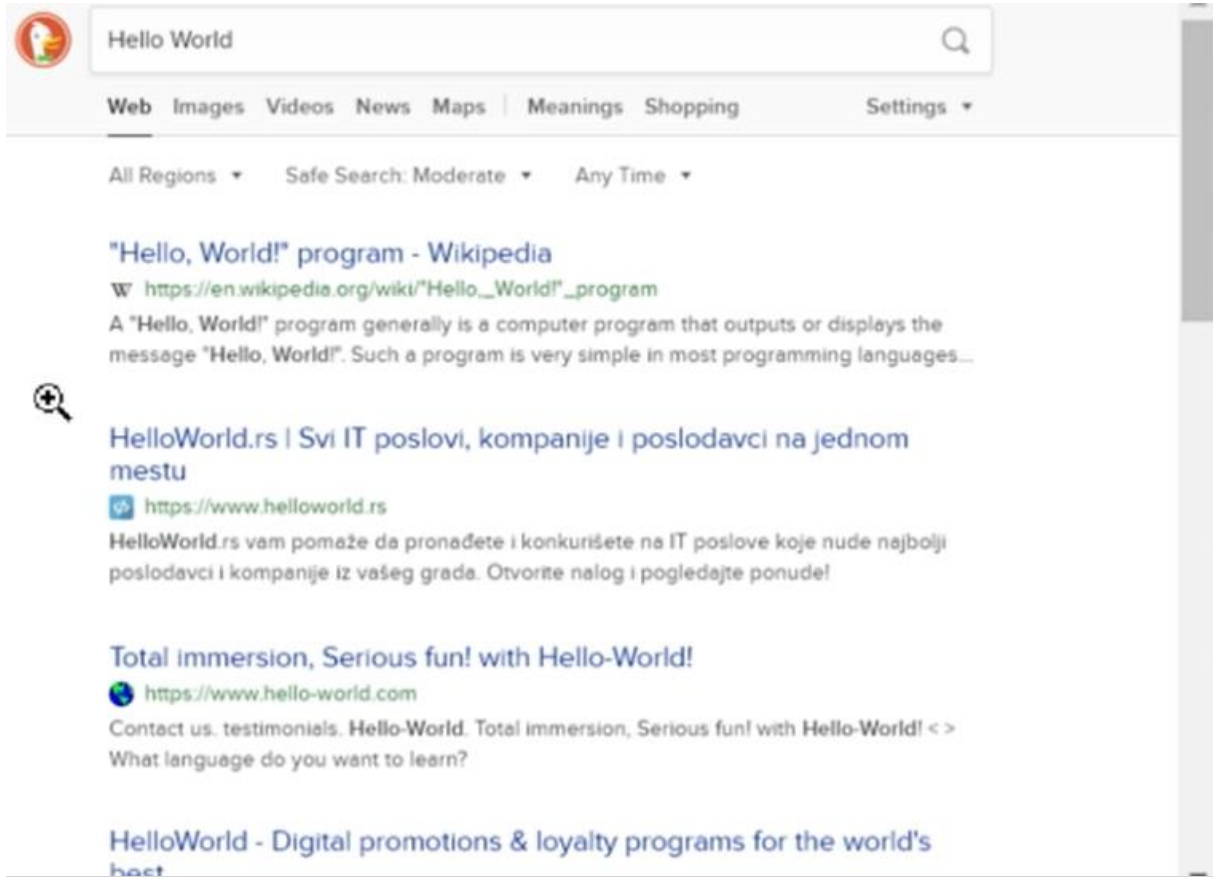 Hello World
Web Images Videos News Maps Meanings Shopping Settings
All Regions Safe Search: Moderate Any Time
"Hello, World!" program - Wikipedia
W https://en.wikipedia.org/wiki/"Hello,_World!"_program
A "Hello, World!" program generally is a computer program that outputs or displays the
message "Hello, World!". Such a program is very simple in most programming languages...
HelloWorld.rs | Svi IT poslovi, kompanije i poslodavci na jednom
mestu
https://www.helloworld.rs
HelloWorld.rs vam pomaže da pronađete i konkurišete na IT poslove koje nude najbolji
poslodavci i kompanije iz vašeg grada. Otvorite nalog i pogledajte ponude!
Total immersion, Serious fun! with Hello-World!
https://www.hello-world.com
Contact us. testimonials. Hello-World. Total immersion, Serious fun! with Hello-World! < >
What language do you want to learn?
HelloWorld - Digital promotions & loyalty programs for the world's
best